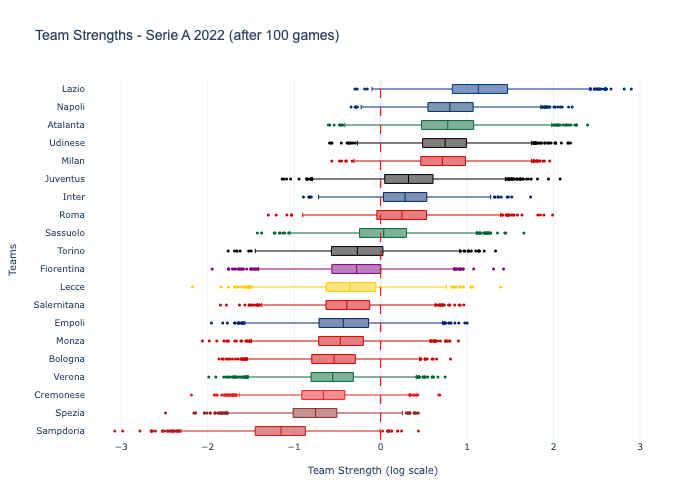 Team Strengths - Serie A 2022 (after 100 games)
Lazio
Napoli
Atalanta
Udinese
Milan
Juventus
Inter
Roma
Sassuolo
Torino
Fiorentina
Lecce
Salernitana
Empoli
Monza
Bologna
Verona
Cremonese
Spezia
Sampdoria
Teams
−3 −2 −1 0 1 2 3
Team Strength (log scale)